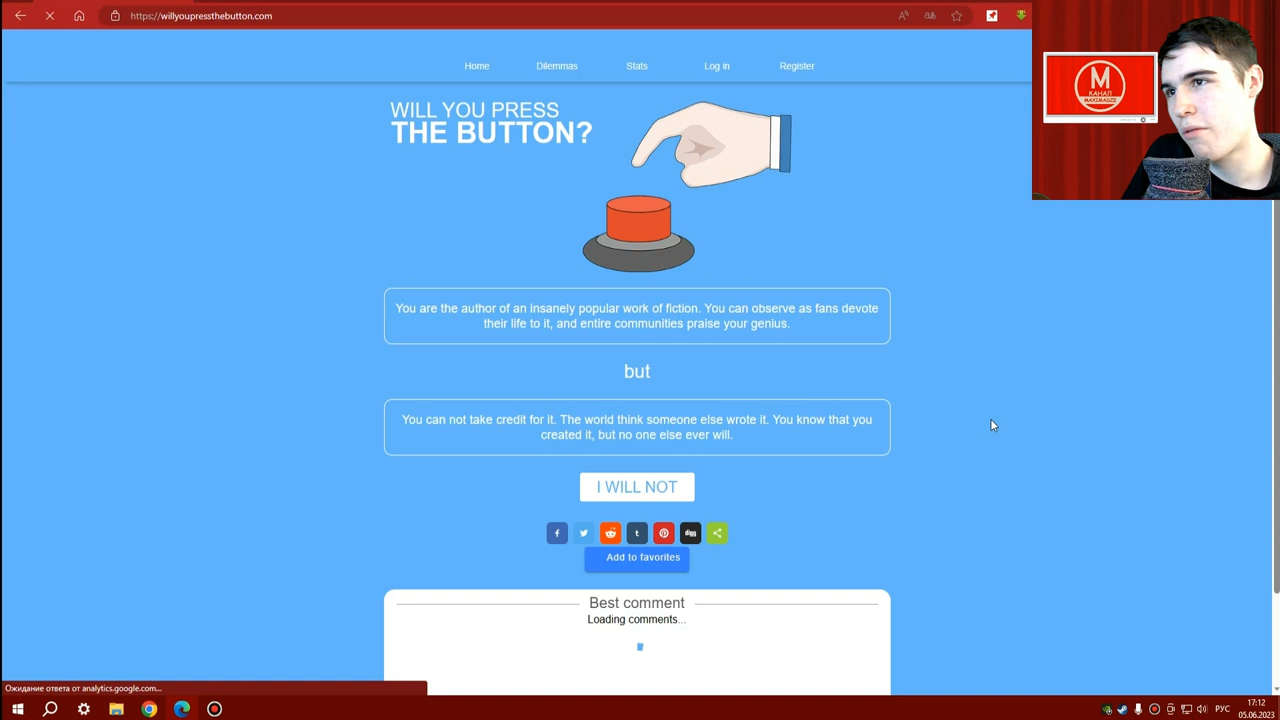 https://willyoupressthebutton.com
Home
Dilemmas
Stats
Log in
Register
WILL YOU PRESS
THE BUTTON?
М
КАНАЛ
MAXIMADZE
You are the author of an insanely popular work of fiction. You can observe as fans devote
their life to it, and entire communities praise your genius.
but
You can not take credit for it. The world think someone else wrote it. You know that you
created it, but no one else ever will.
I WILL NOT
digg
Add to favorites
Best comment
Loading comments...
Ожидание ответа от analytics.google.com...
РУС
17:12
05.06.2023